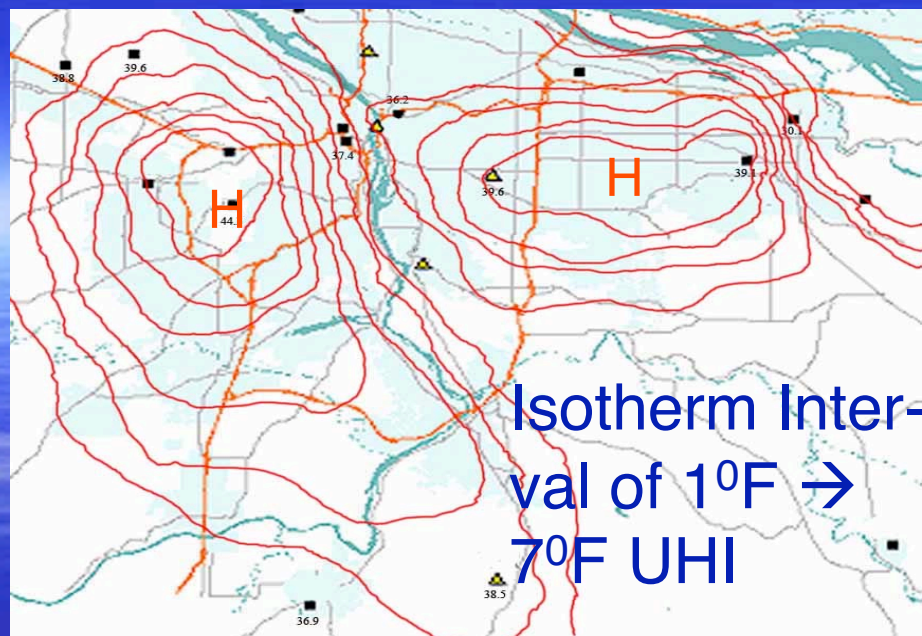 39.6
38.8
36.2
30.1
37.4
39.1
39.6
H
H
44.
Isotherm Inter-
val of 1⁰F →
7⁰F UHI
38.5
36.9